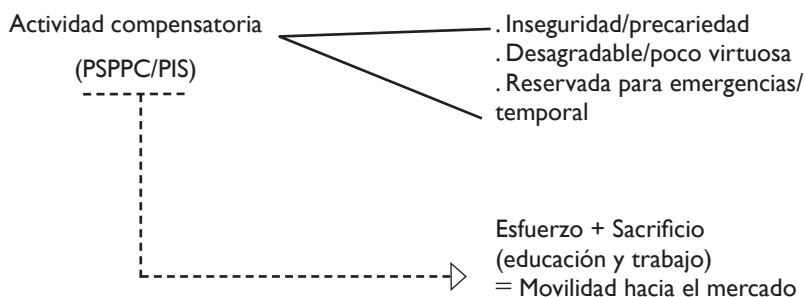 Actividad compensatoria
(PSPPC/PIS)
. Inseguridad/precariedad
. Desagradable/poco virtuosa
. Reservada para emergencias/
temporal
Esfuerzo + Sacrificio
(educación y trabajo)
= Movilidad hacia el mercado